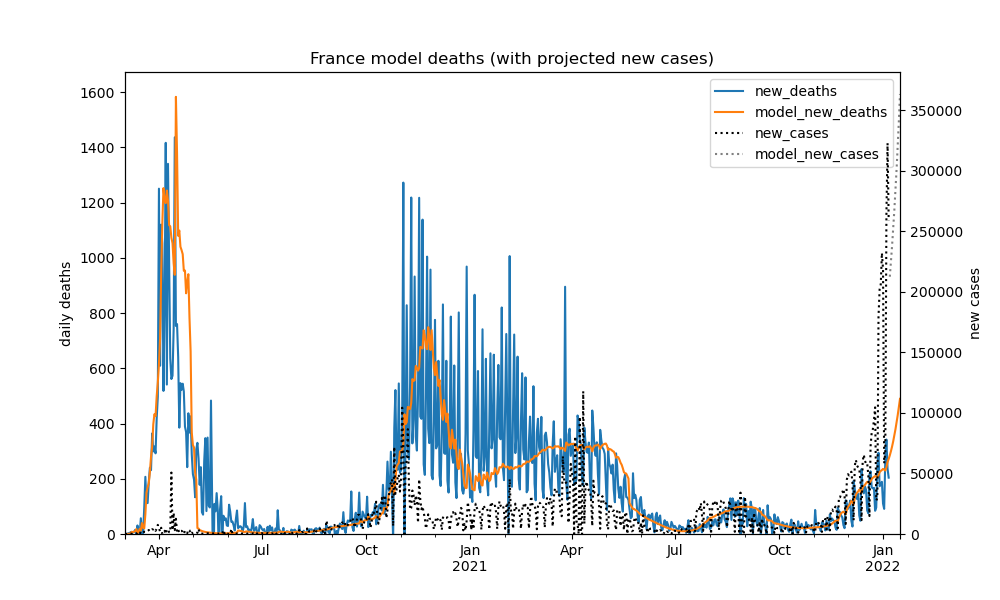 France model deaths (with projected new cases)
new_deaths
model_new_deaths
new_cases
model_new_cases
daily deaths
1600
1400
1200
1000
800
600
400
200
0
350000
300000
250000
200000
150000
100000
50000
0
new cases
Apr
Jul
Oct
Jan
2021
Apr
Jul
Oct
Jan
2022